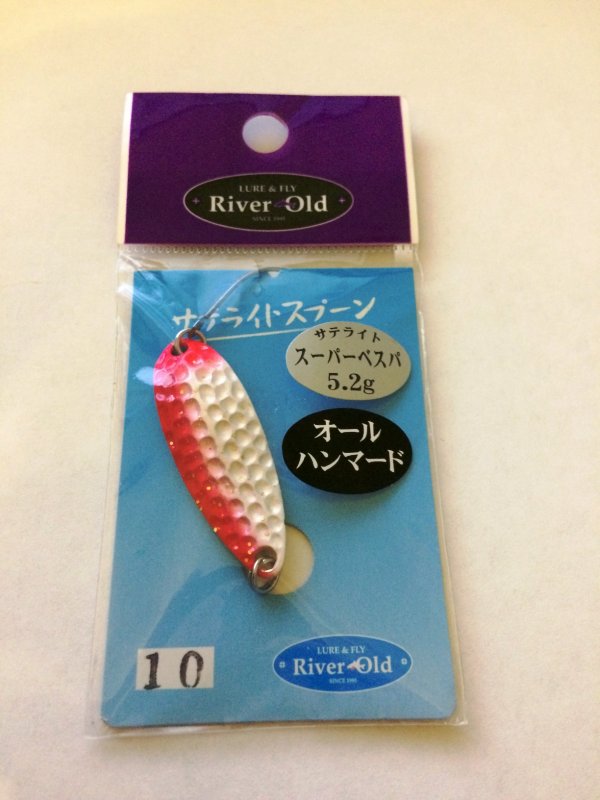 LURE & FLY
River Old
SINCE 1995
サテライトスプーン
サテライト
スーパーベスパ
5.2g
オール
ハンマード
10
LURE & FLY
River Old
SINCE 1995